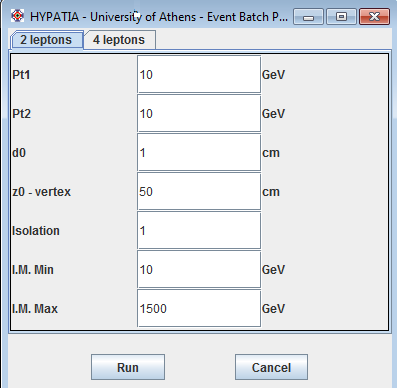 HYPATIA - University of Athens - Event Batch P...
2 leptons 4 leptons
Pt1 10 GeV
Pt2 10 GeV
d0 1 cm
z0 - vertex 50 cm
Isolation 1
I.M. Min 10 GeV
I.M. Max 1500 GeV
Run Cancel